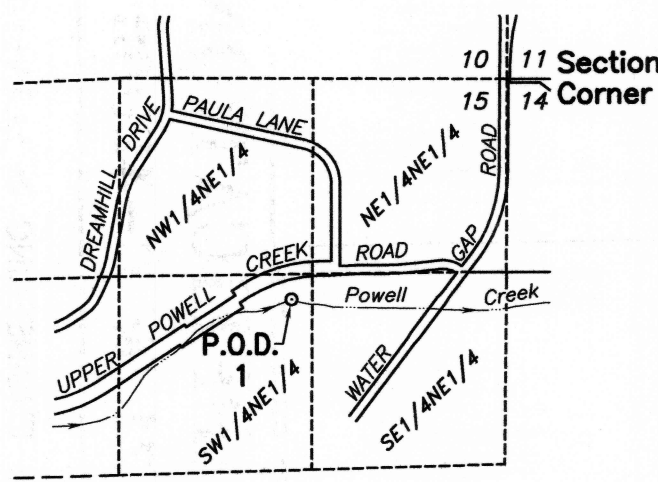 10 11 Section
15 14 Corner
DREAMHILL DRIVE
PAULA LANE
ROAD
NW1/4NE1/4
NE1/4NE1/4
UPPER POWELL CREEK ROAD
WATER GAP
Powell Creek
P.O.D.
1
SW1/4NE1/4
SE1/4NE1/4